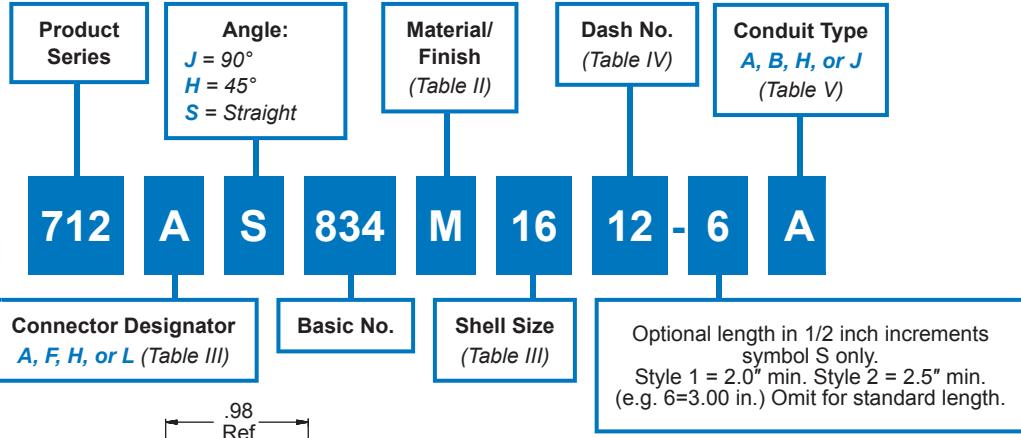 Product
Series
Angle:
J = 90°
H = 45°
S = Straight
Material/
Finish
(Table II)
Dash No.
(Table IV)
Conduit Type
A, B, H, or J
(Table V)
712 A S 834 M 16 12 - 6 A
Connector Designator
A, F, H, or L (Table III)
Basic No.
Shell Size
(Table III)
Optional length in 1/2 inch increments
symbol S only.
Style 1 = 2.0" min. Style 2 = 2.5" min.
(e.g. 6=3.00 in.) Omit for standard length.
.98
Ref